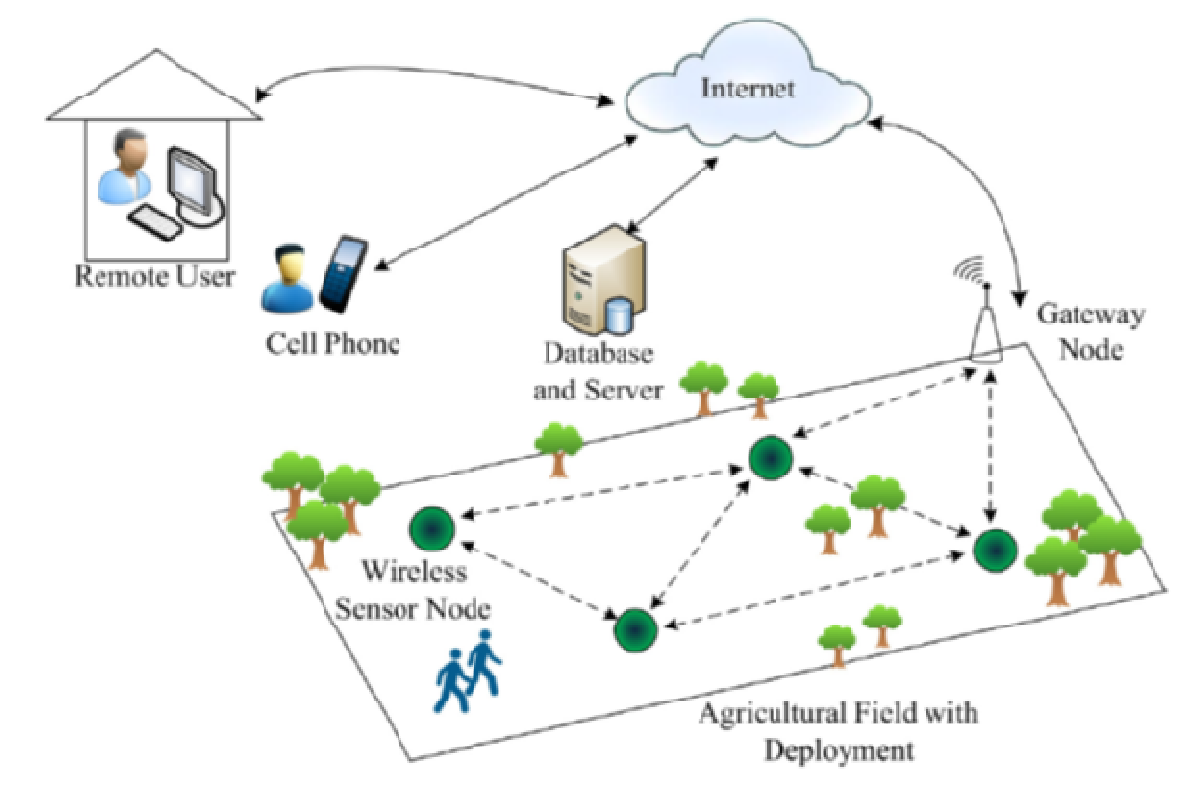 Internet
Remote User
Cell Phone
Database
and Server
Gateway
Node
Wireless
Sensor Node
Agricultural Field with
Deployment